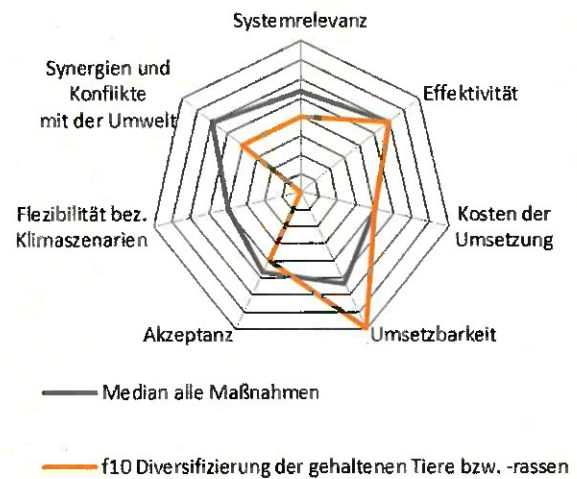 Systemrelevanz
Synergien und
Konflikte
mit der Umwelt
Effektivität
Flezibilität bez.
Klimaszenarien
Kosten der
Umsetzung
Akzeptanz
Umsetzbarkeit
Median alle Maßnahmen
f10 Diversifizierung der gehaltenen Tiere bzw. -rassen